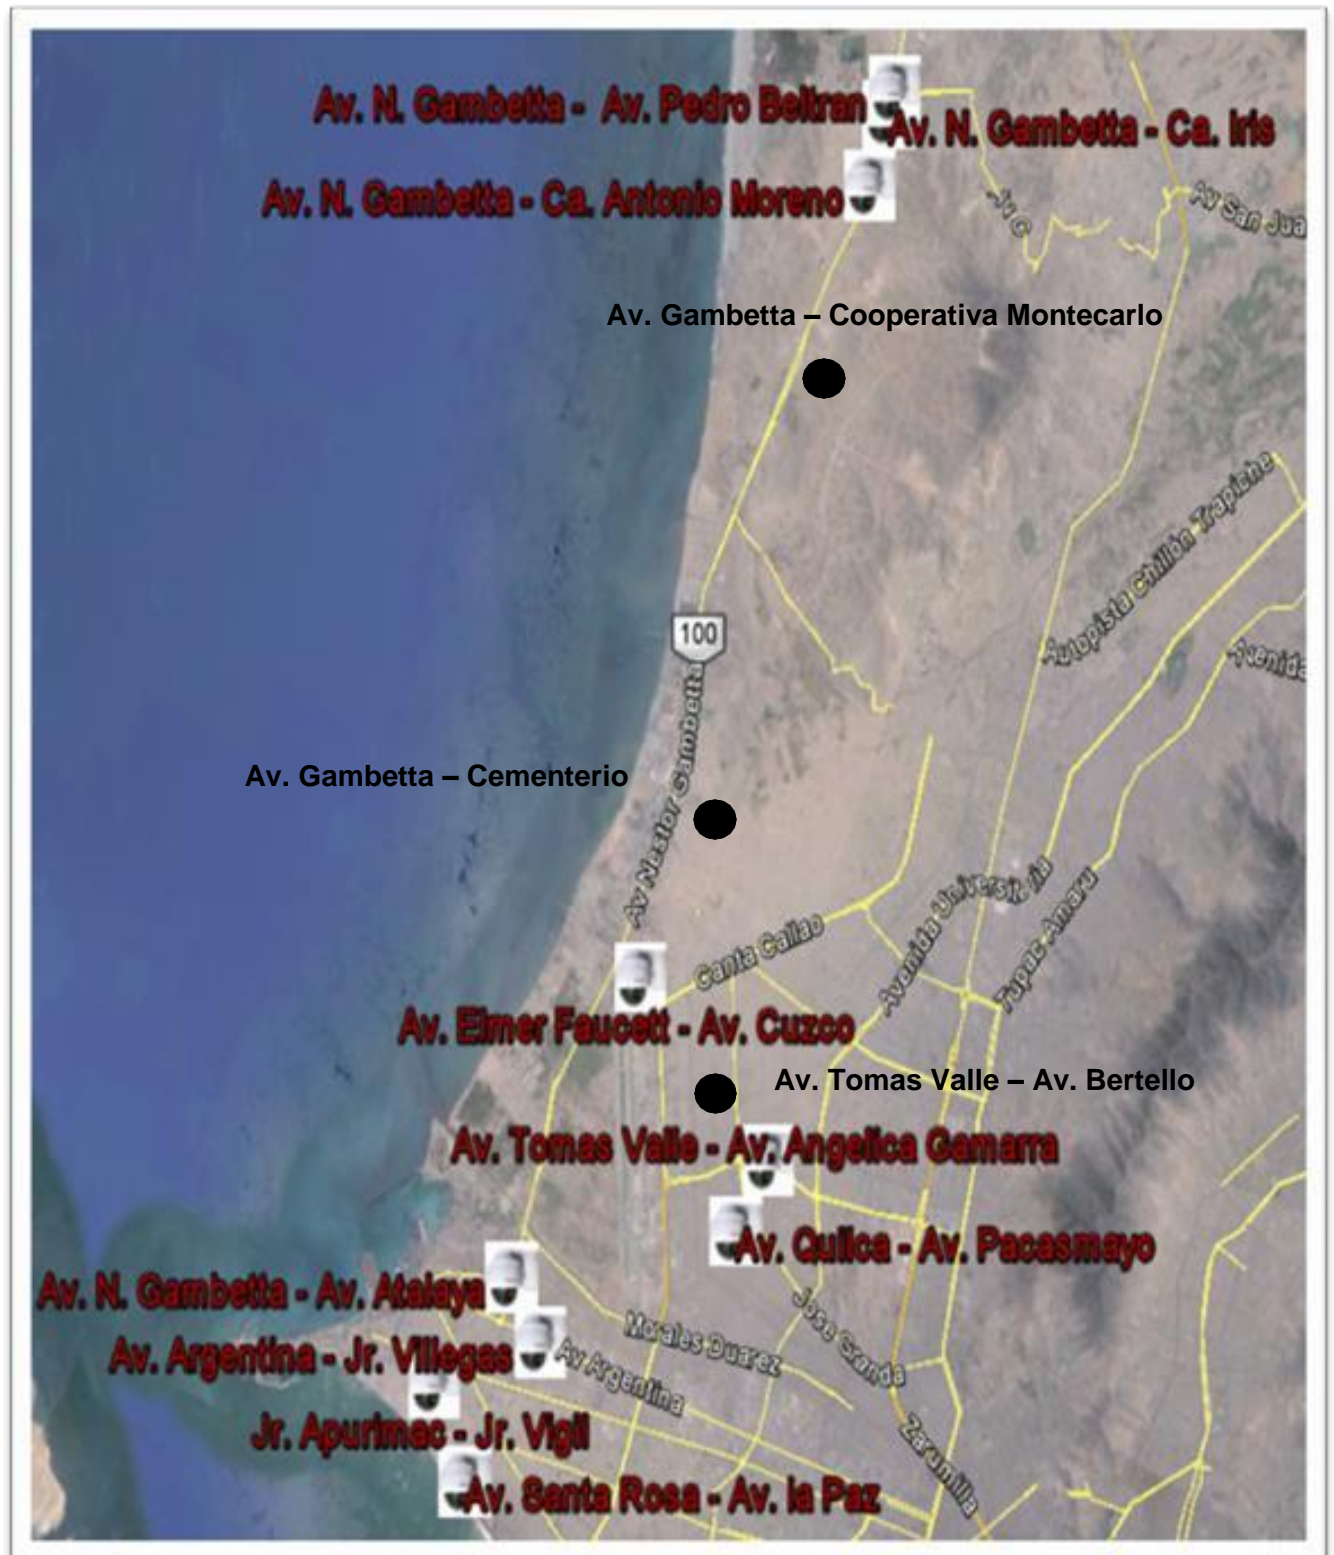 Av. N. Gambetta - Av. Pedro Beltran
Av. N. Gambetta - Ca. Iris
Av. N. Gambetta - Ca. Antonio Moreno
Av C
Av San Jua
Av. Gambetta – Cooperativa Montecarlo
Autopista Chillón Trapiche
100
Avenida
Av Nestor Gambetta
Av. Gambetta – Cementerio
Avenida Universitaria
Tupac Amaru
Canta Callao
Av. Elmer Faucett - Av. Cuzco
Av. Tomas Valle – Av. Bertello
Av. Tomas Valle - Av. Angelica Gamarra
Av. Quilca - Av. Pacasmayo
Av. N. Gambetta - Av. Atalaya
Jose Granda
Morales Duarez
Av. Argentina - Jr. Villegas
Av Argentina
Jr. Apurimac - Jr. Vigil
Zarumilla
Av. Santa Rosa - Av. la Paz